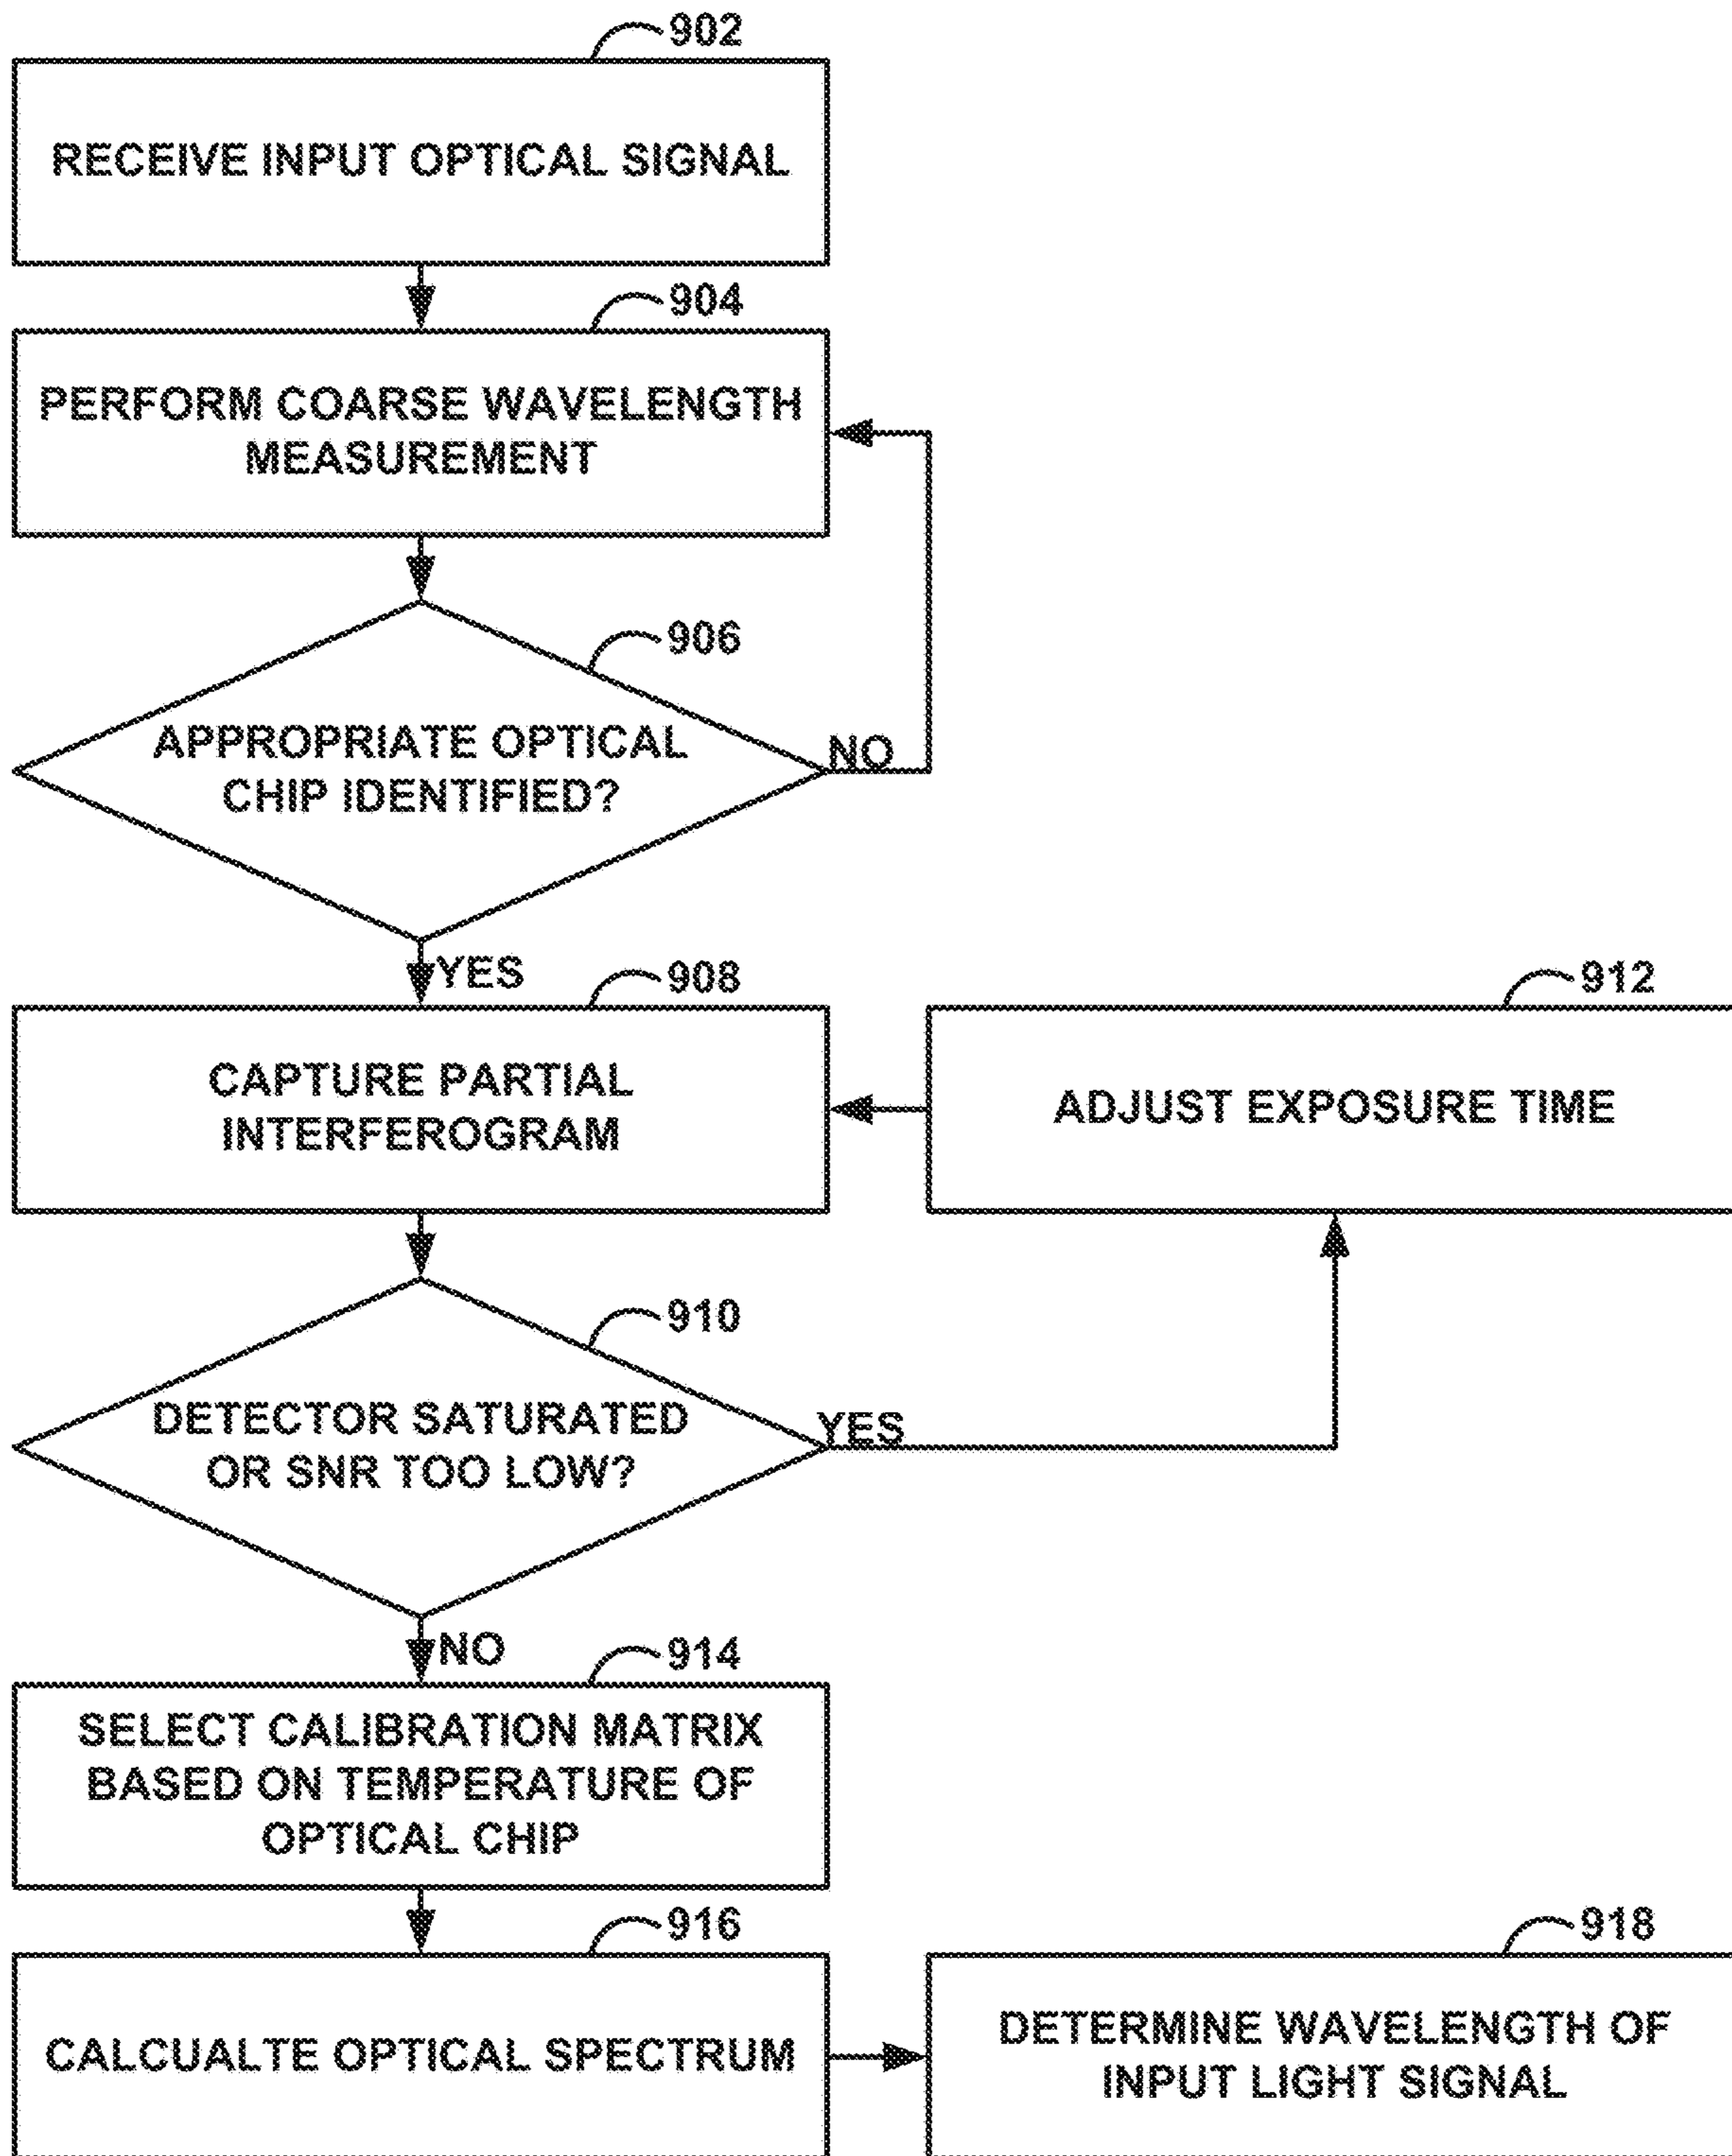 902
RECEIVE INPUT OPTICAL SIGNAL
904
PERFORM COARSE WAVELENGTH
MEASUREMENT
906
APPROPRIATE OPTICAL
CHIP IDENTIFIED?
NO
YES
908
CAPTURE PARTIAL
INTERFEROGRAM
912
ADJUST EXPOSURE TIME
910
DETECTOR SATURATED
OR SNR TOO LOW?
YES
NO
914
SELECT CALIBRATION MATRIX
BASED ON TEMPERATURE OF
OPTICAL CHIP
916
CALCUALTE OPTICAL SPECTRUM
918
DETERMINE WAVELENGTH OF
INPUT LIGHT SIGNAL